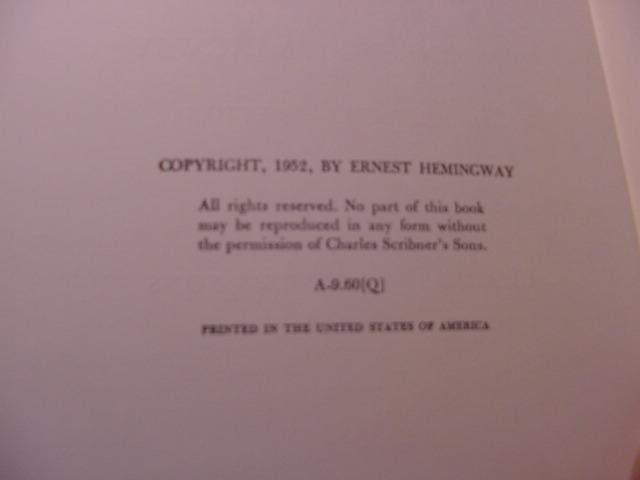 COPYRIGHT, 1952, BY ERNEST HEMINGWAY
All rights reserved. No part of this book
may be reproduced in any form without
the permission of Charles Scribner's Sons.
A-9.60[Q]
PRINTED IN THE UNITED STATES OF AMERICA